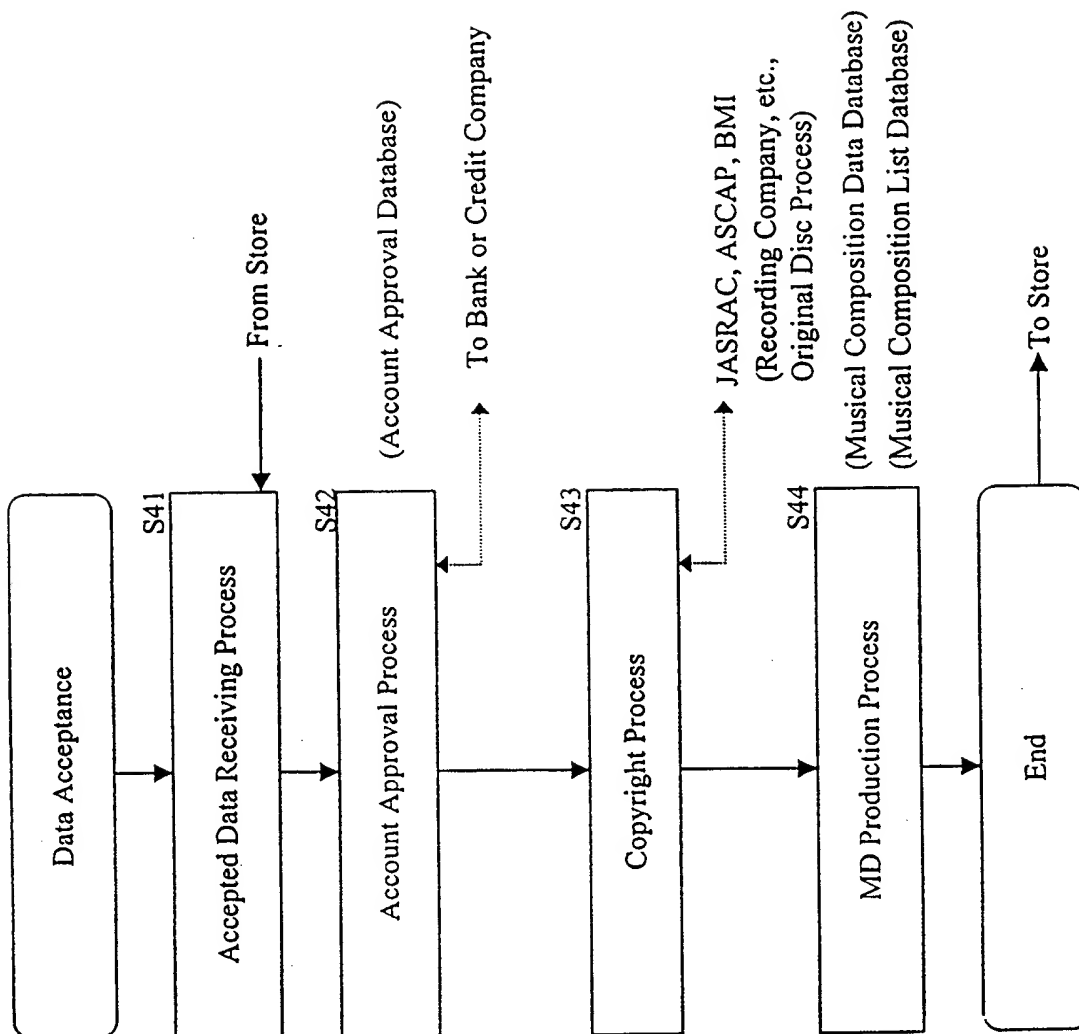 Data Acceptance
S41
Accepted Data Receiving Process
From Store
S42
Account Approval Process
(Account Approval Database)
To Bank or Credit Company
S43
Copyright Process
JASRAC, ASCAP, BMI
(Recording Company, etc.,
Original Disc Process)
S44
MD Production Process
(Musical Composition Data Database)
(Musical Composition List Database)
End
To Store